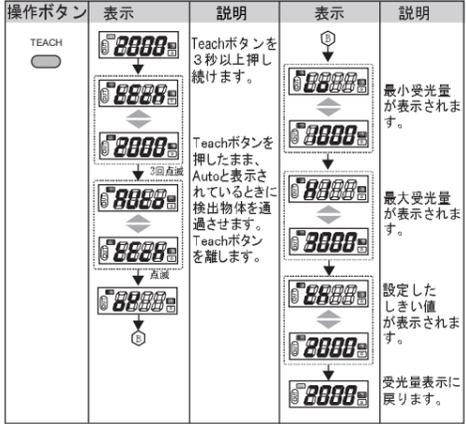 操作ボタン 表示 説明 表示 説明
TEACH
2000
Teachボタンを
３秒以上押し
続けます。
tEch
2000
3回点滅
Teachボタンを
押したまま、
Autoと表示さ
れているときに
検出物体を通
過させます。
Teachボタン
を離します。
Auto
tEch
点滅
oK
B
B
Lo
1000
最小受光量
が表示されま
す。
Hi
3000
最大受光量
が表示されま
す。
th
2000
設定した
しきい値
が表示されま
す。
2000
受光量表示に
戻ります。